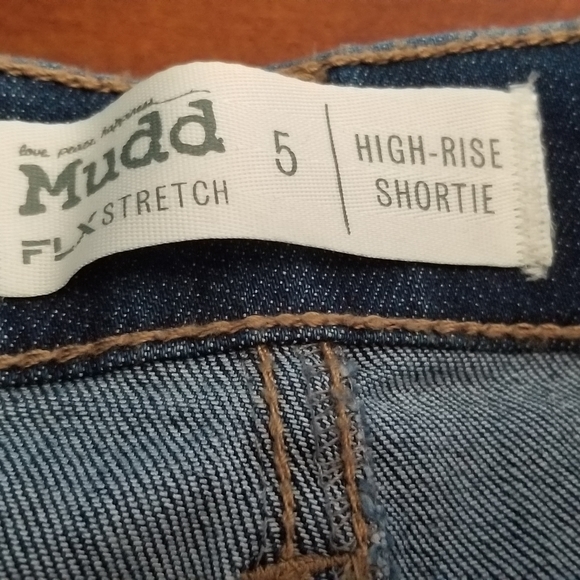 love peace happiness
Mudd
FLX STRETCH
5
HIGH-RISE
SHORTIE